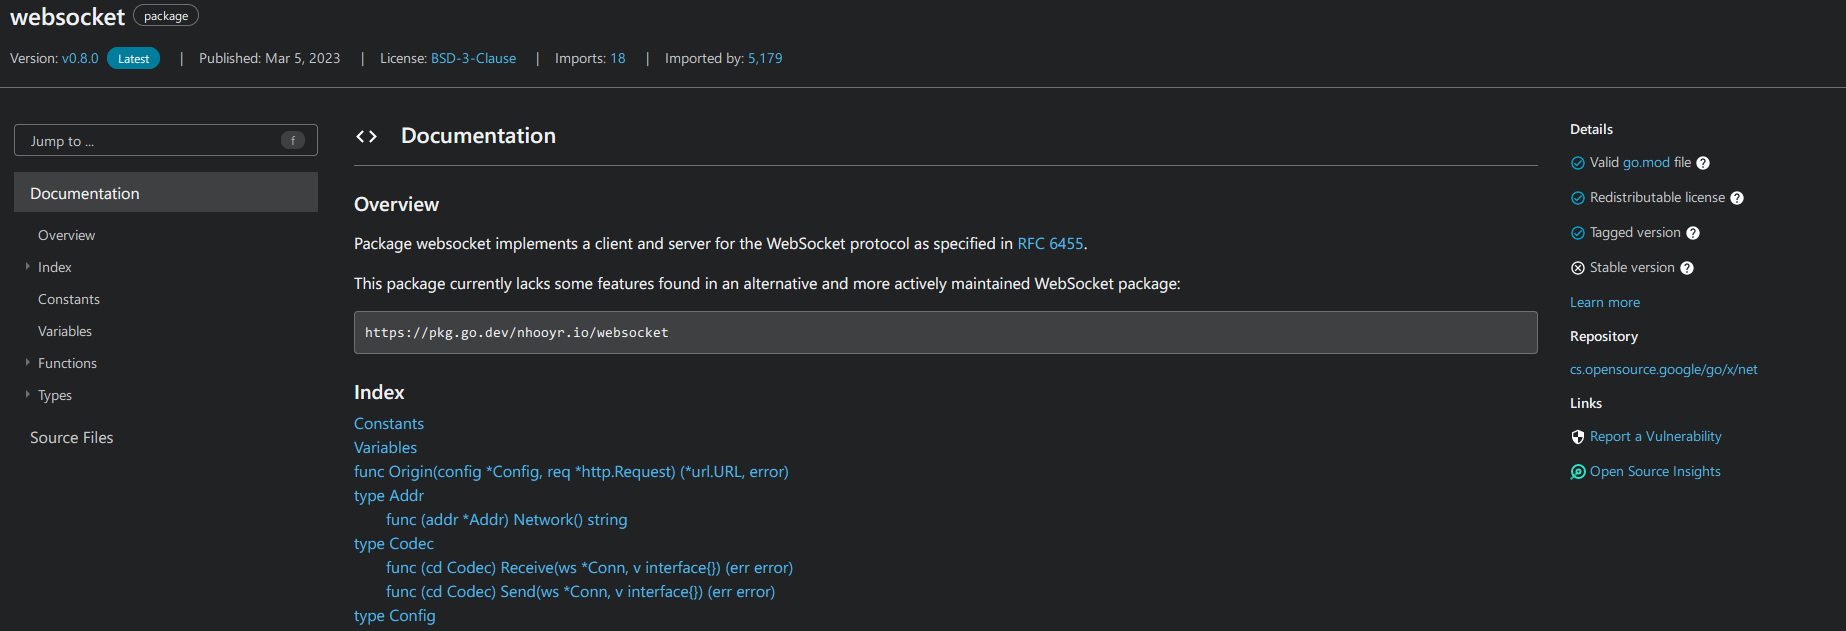 websocket package
Version: v0.8.0 Latest | Published: Mar 5, 2023 | License: BSD-3-Clause | Imports: 18 | Imported by: 5,179
Jump to ... f
Documentation
Overview
Index
Constants
Variables
Functions
Types
Source Files
Documentation
Overview
Package websocket implements a client and server for the WebSocket protocol as specified in RFC 6455.
This package currently lacks some features found in an alternative and more actively maintained WebSocket package:
https://pkg.go.dev/nhooyr.io/websocket
Index
Constants
Variables
func Origin(config *Config, req *http.Request) (*url.URL, error)
type Addr
func (addr *Addr) Network() string
type Codec
func (cd Codec) Receive(ws *Conn, v interface{}) (err error)
func (cd Codec) Send(ws *Conn, v interface{}) (err error)
type Config
Details
Valid go.mod file
Redistributable license
Tagged version
Stable version
Learn more
Repository
cs.opensource.google/go/x/net
Links
Report a Vulnerability
Open Source Insights